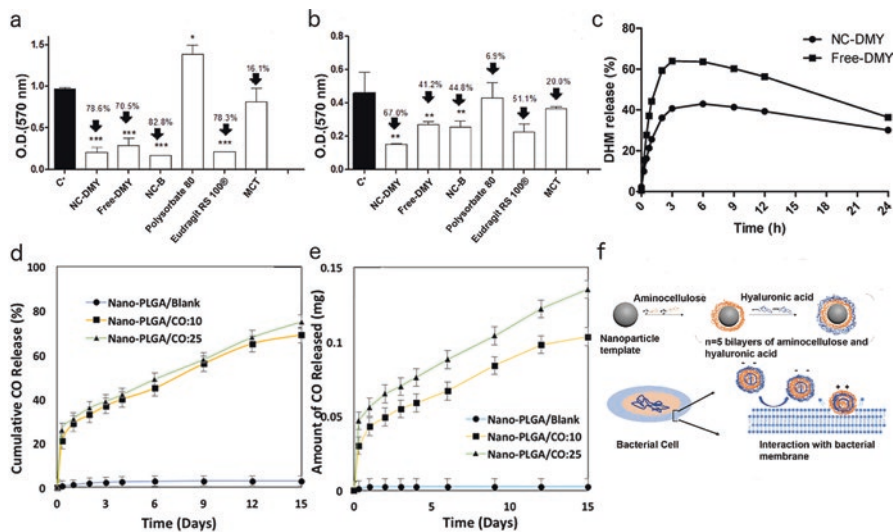 a
O.D.(570 nm)
1.5
1.0
0.5
0.0
78.6%
70.5%
82.8%
*
78.3%
16.1%
***
***
***
***
C-
NC-DMY
Free-DMY
NC-B
Polysorbate 80
Eudragit RS 100®
MCT
b
O.D.(570 nm)
0.8
0.6
0.4
0.2
0.0
67.0%
41.2%
44.8%
6.9%
51.1%
20.0%
**
**
**
C-
NC-DMY
Free-DMY
NC-B
Polysorbate 80
Eudragit RS 100®
MCT
c
DHM release (%)
80
60
40
20
0
NC-DMY
Free-DMY
0 3 6 9 12 15 18 21 24
Time (h)
d
Cumulative CO Release (%)
100
80
60
40
20
0
Nano-PLGA/Blank
Nano-PLGA/CO:10
Nano-PLGA/CO:25
0 3 6 9 12 15
Time (Days)
e
Amount of CO Released (mg)
0.15
0.1
0.05
0
Nano-PLGA/Blank
Nano-PLGA/CO:10
Nano-PLGA/CO:25
0 5 10 15
Time (Days)
f
Aminocellulose
Hyaluronic acid
Nanoparticle
template
n=5 bilayers of aminocellulose and
hyaluronic acid
Bacterial Cell
Interaction with bacterial
membrane